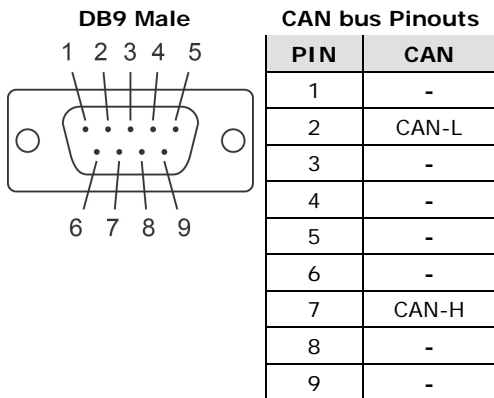 DB9 Male
1 2 3 4 5
6 7 8 9
CAN bus Pinouts
PIN CAN
1 -
2 CAN-L
3 -
4 -
5 -
6 -
7 CAN-H
8 -
9 -